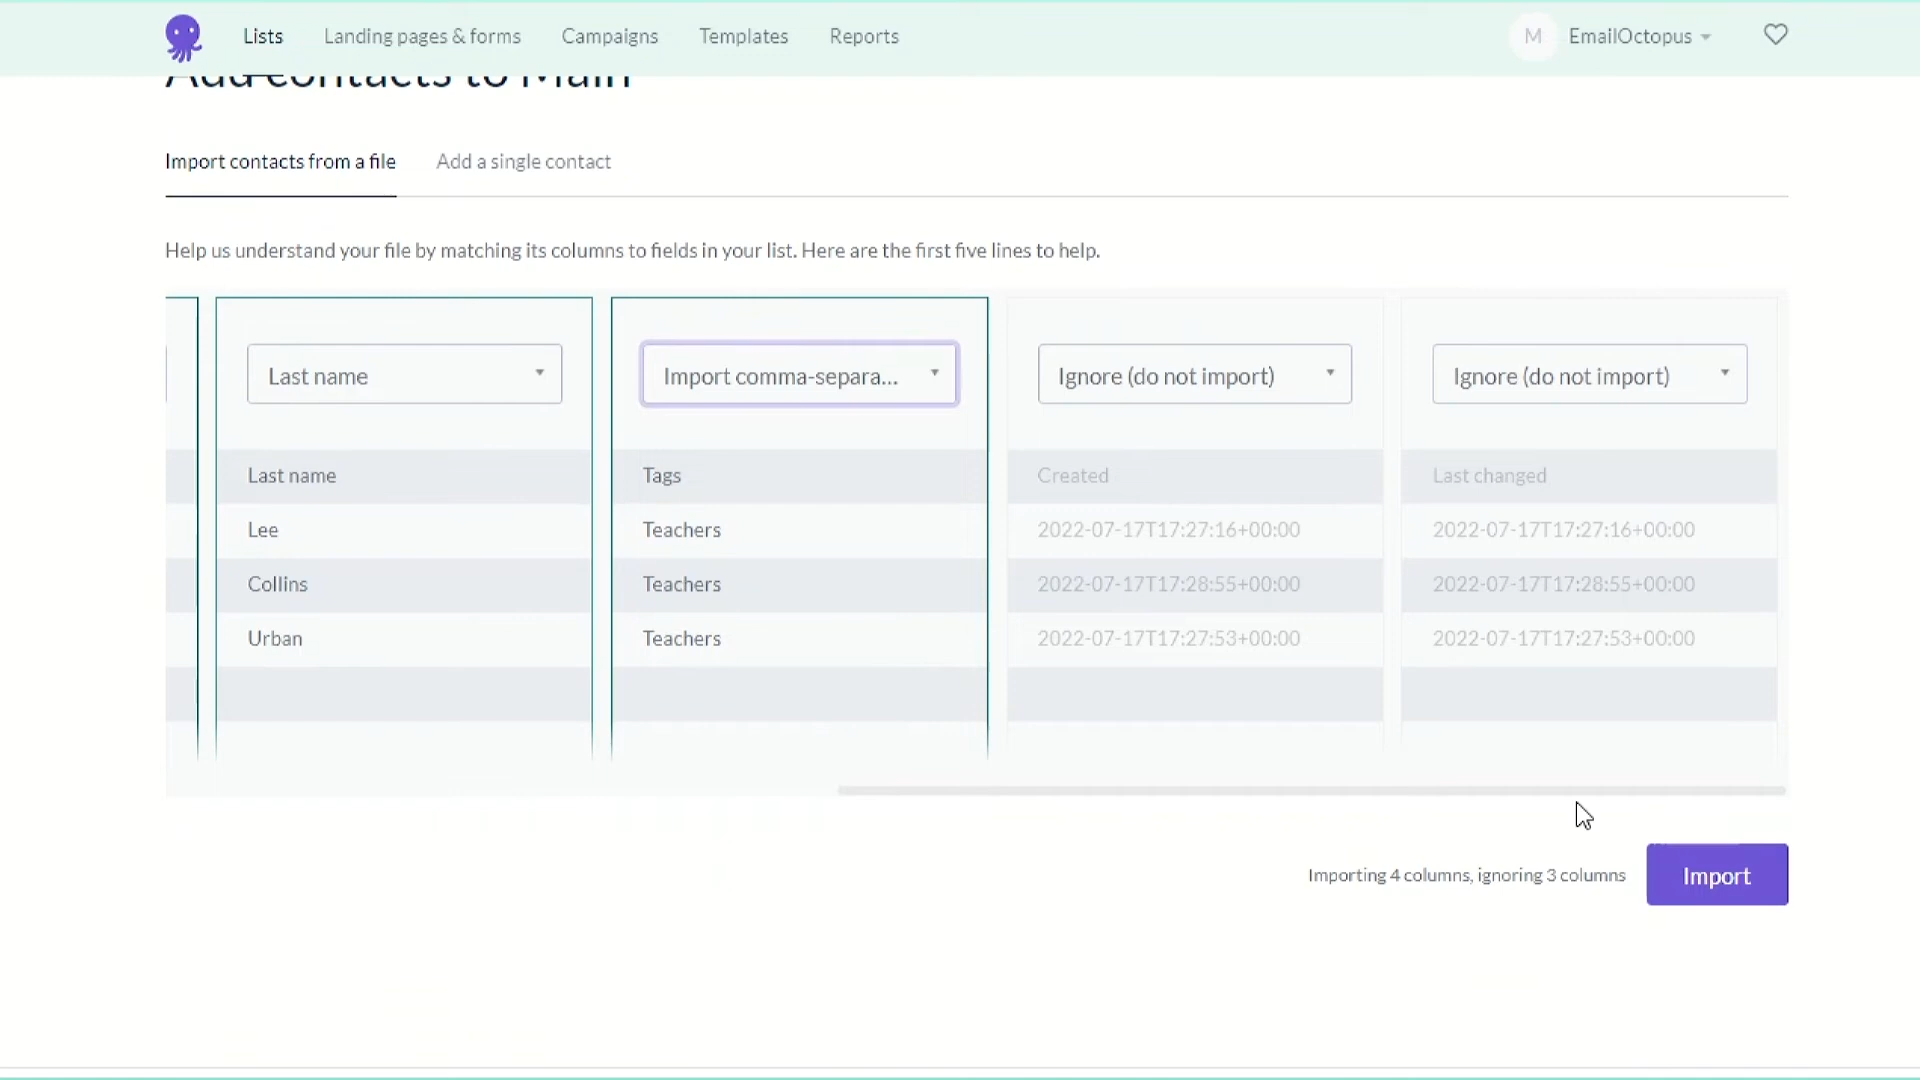 Lists Landing pages & forms Campaigns Templates Reports M EmailOctopus
Add contacts to Main
Import contacts from a file Add a single contact
Help us understand your file by matching its columns to fields in your list. Here are the first five lines to help.
Last name Import comma-separa... Ignore (do not import) Ignore (do not import)
Last name Tags Created Last changed
Lee Teachers 2022-07-17T17:27:16+00:00 2022-07-17T17:27:16+00:00
Collins Teachers 2022-07-17T17:28:55+00:00 2022-07-17T17:28:55+00:00
Urban Teachers 2022-07-17T17:27:53+00:00 2022-07-17T17:27:53+00:00
Importing 4 columns, ignoring 3 columns Import